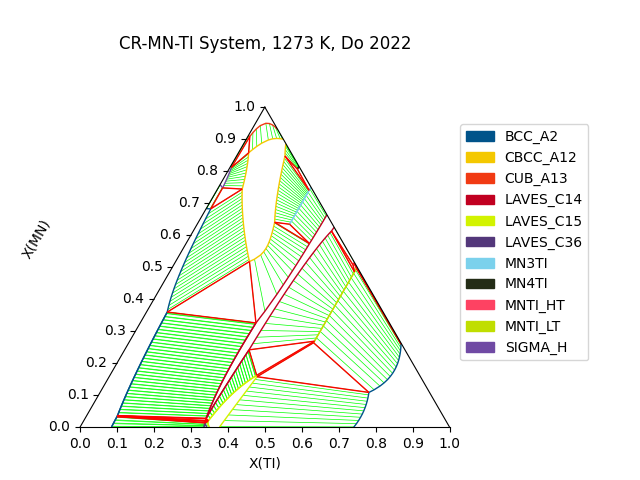 CR-MN-TI System, 1273 K, Do 2022
1.0
0.9
0.8
0.7
0.6
0.5
0.4
0.3
0.2
0.1
0.0
X(MN)
0.0 0.1 0.2 0.3 0.4 0.5 0.6 0.7 0.8 0.9 1.0
X(TI)
BCC_A2
CBCC_A12
CUB_A13
LAVES_C14
LAVES_C15
LAVES_C36
MN3TI
MN4TI
MNTI_HT
MNTI_LT
SIGMA_H